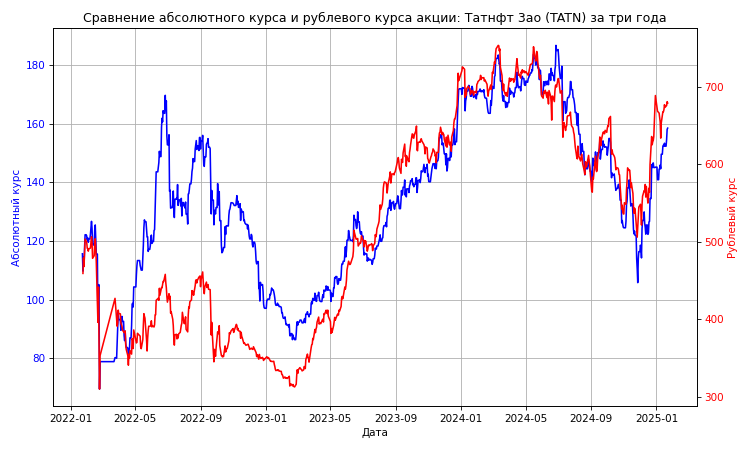 Сравнение абсолютного курса и рублевого курса акции: Татнфт 3ао (TATN) за три года
180
160
140
120
100
80
Абсолютный курс
700
600
500
400
300
Рублевый курс
2022-01 2022-05 2022-09 2023-01 2023-05 2023-09 2024-01 2024-05 2024-09 2025-01
Дата